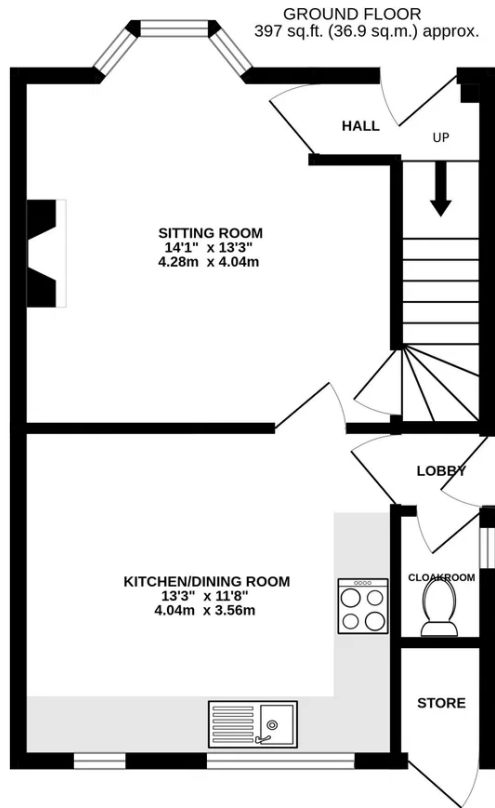 GROUND FLOOR
397 sq.ft. (36.9 sq.m.) approx.
HALL
UP
SITTING ROOM
14'1" x 13'3"
4.28m x 4.04m
LOBBY
KITCHEN/DINING ROOM
13'3" x 11'8"
4.04m x 3.56m
CLOAKROOM
STORE